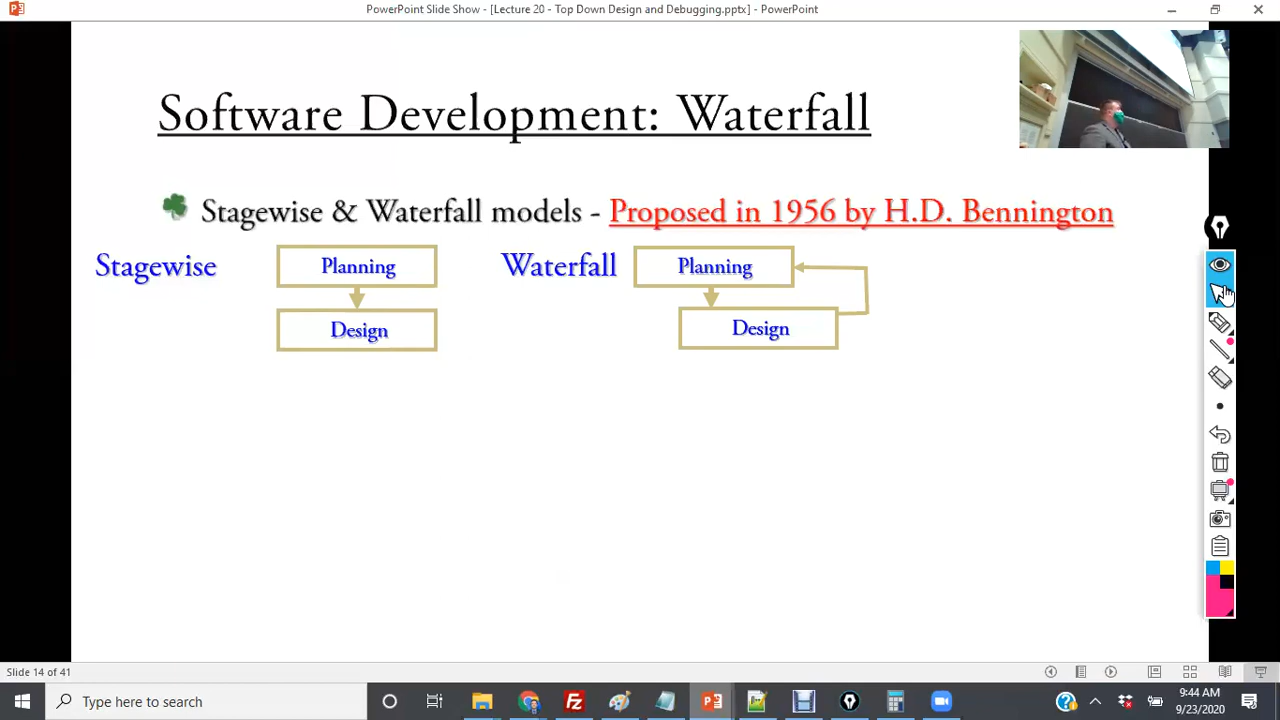 PowerPoint Slide Show - [Lecture 20 - Top Down Design and Debugging.pptx] - PowerPoint
Software Development: Waterfall
Stagewise & Waterfall models - Proposed in 1956 by H.D. Bennington
Stagewise
Planning
Design
Waterfall
Planning
Design
Slide 14 of 41
Type here to search
9:44 AM
9/23/2020